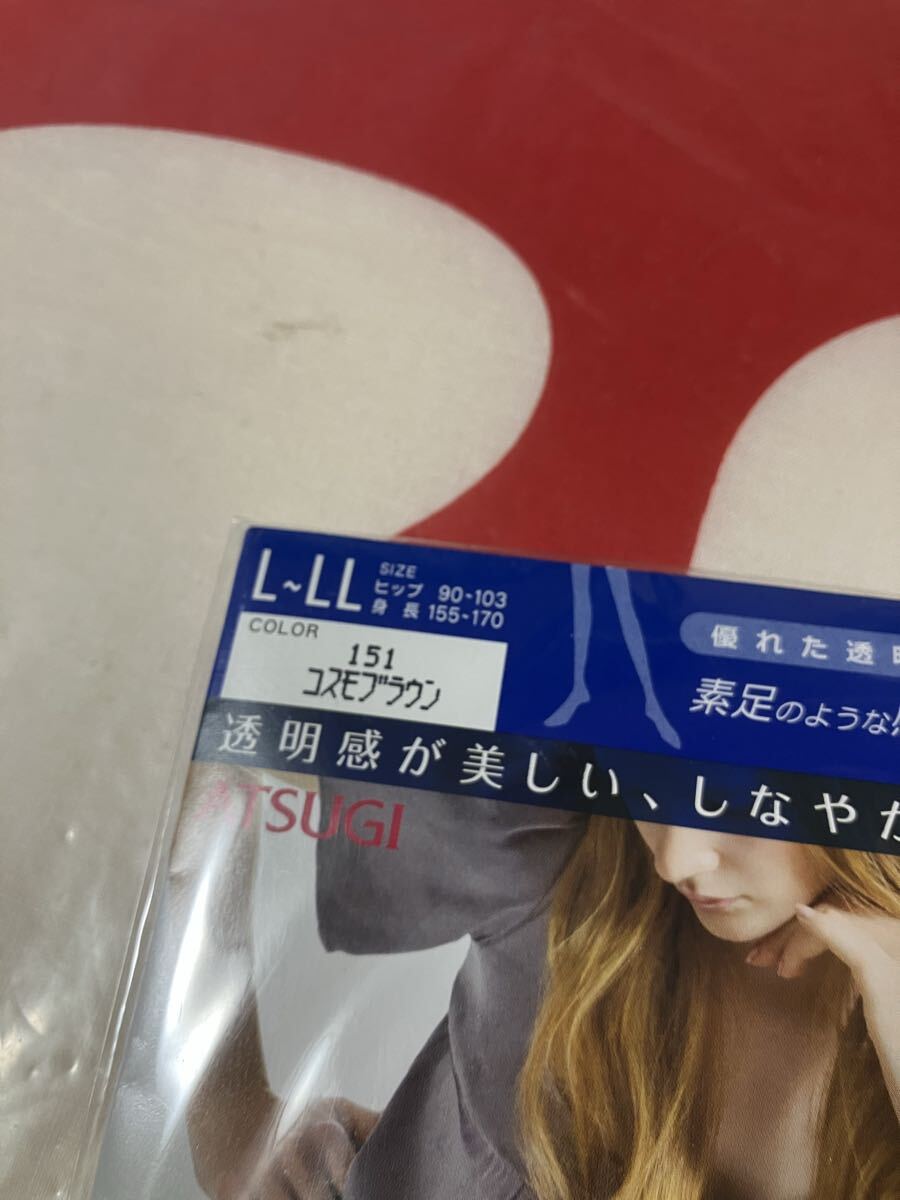 L~LL
SIZE
ヒップ 90~103
身長 155~170
COLOR
151
コスモブラウン
優れた透
素足のような
透明感が美しい、しなやか
ATSUGI